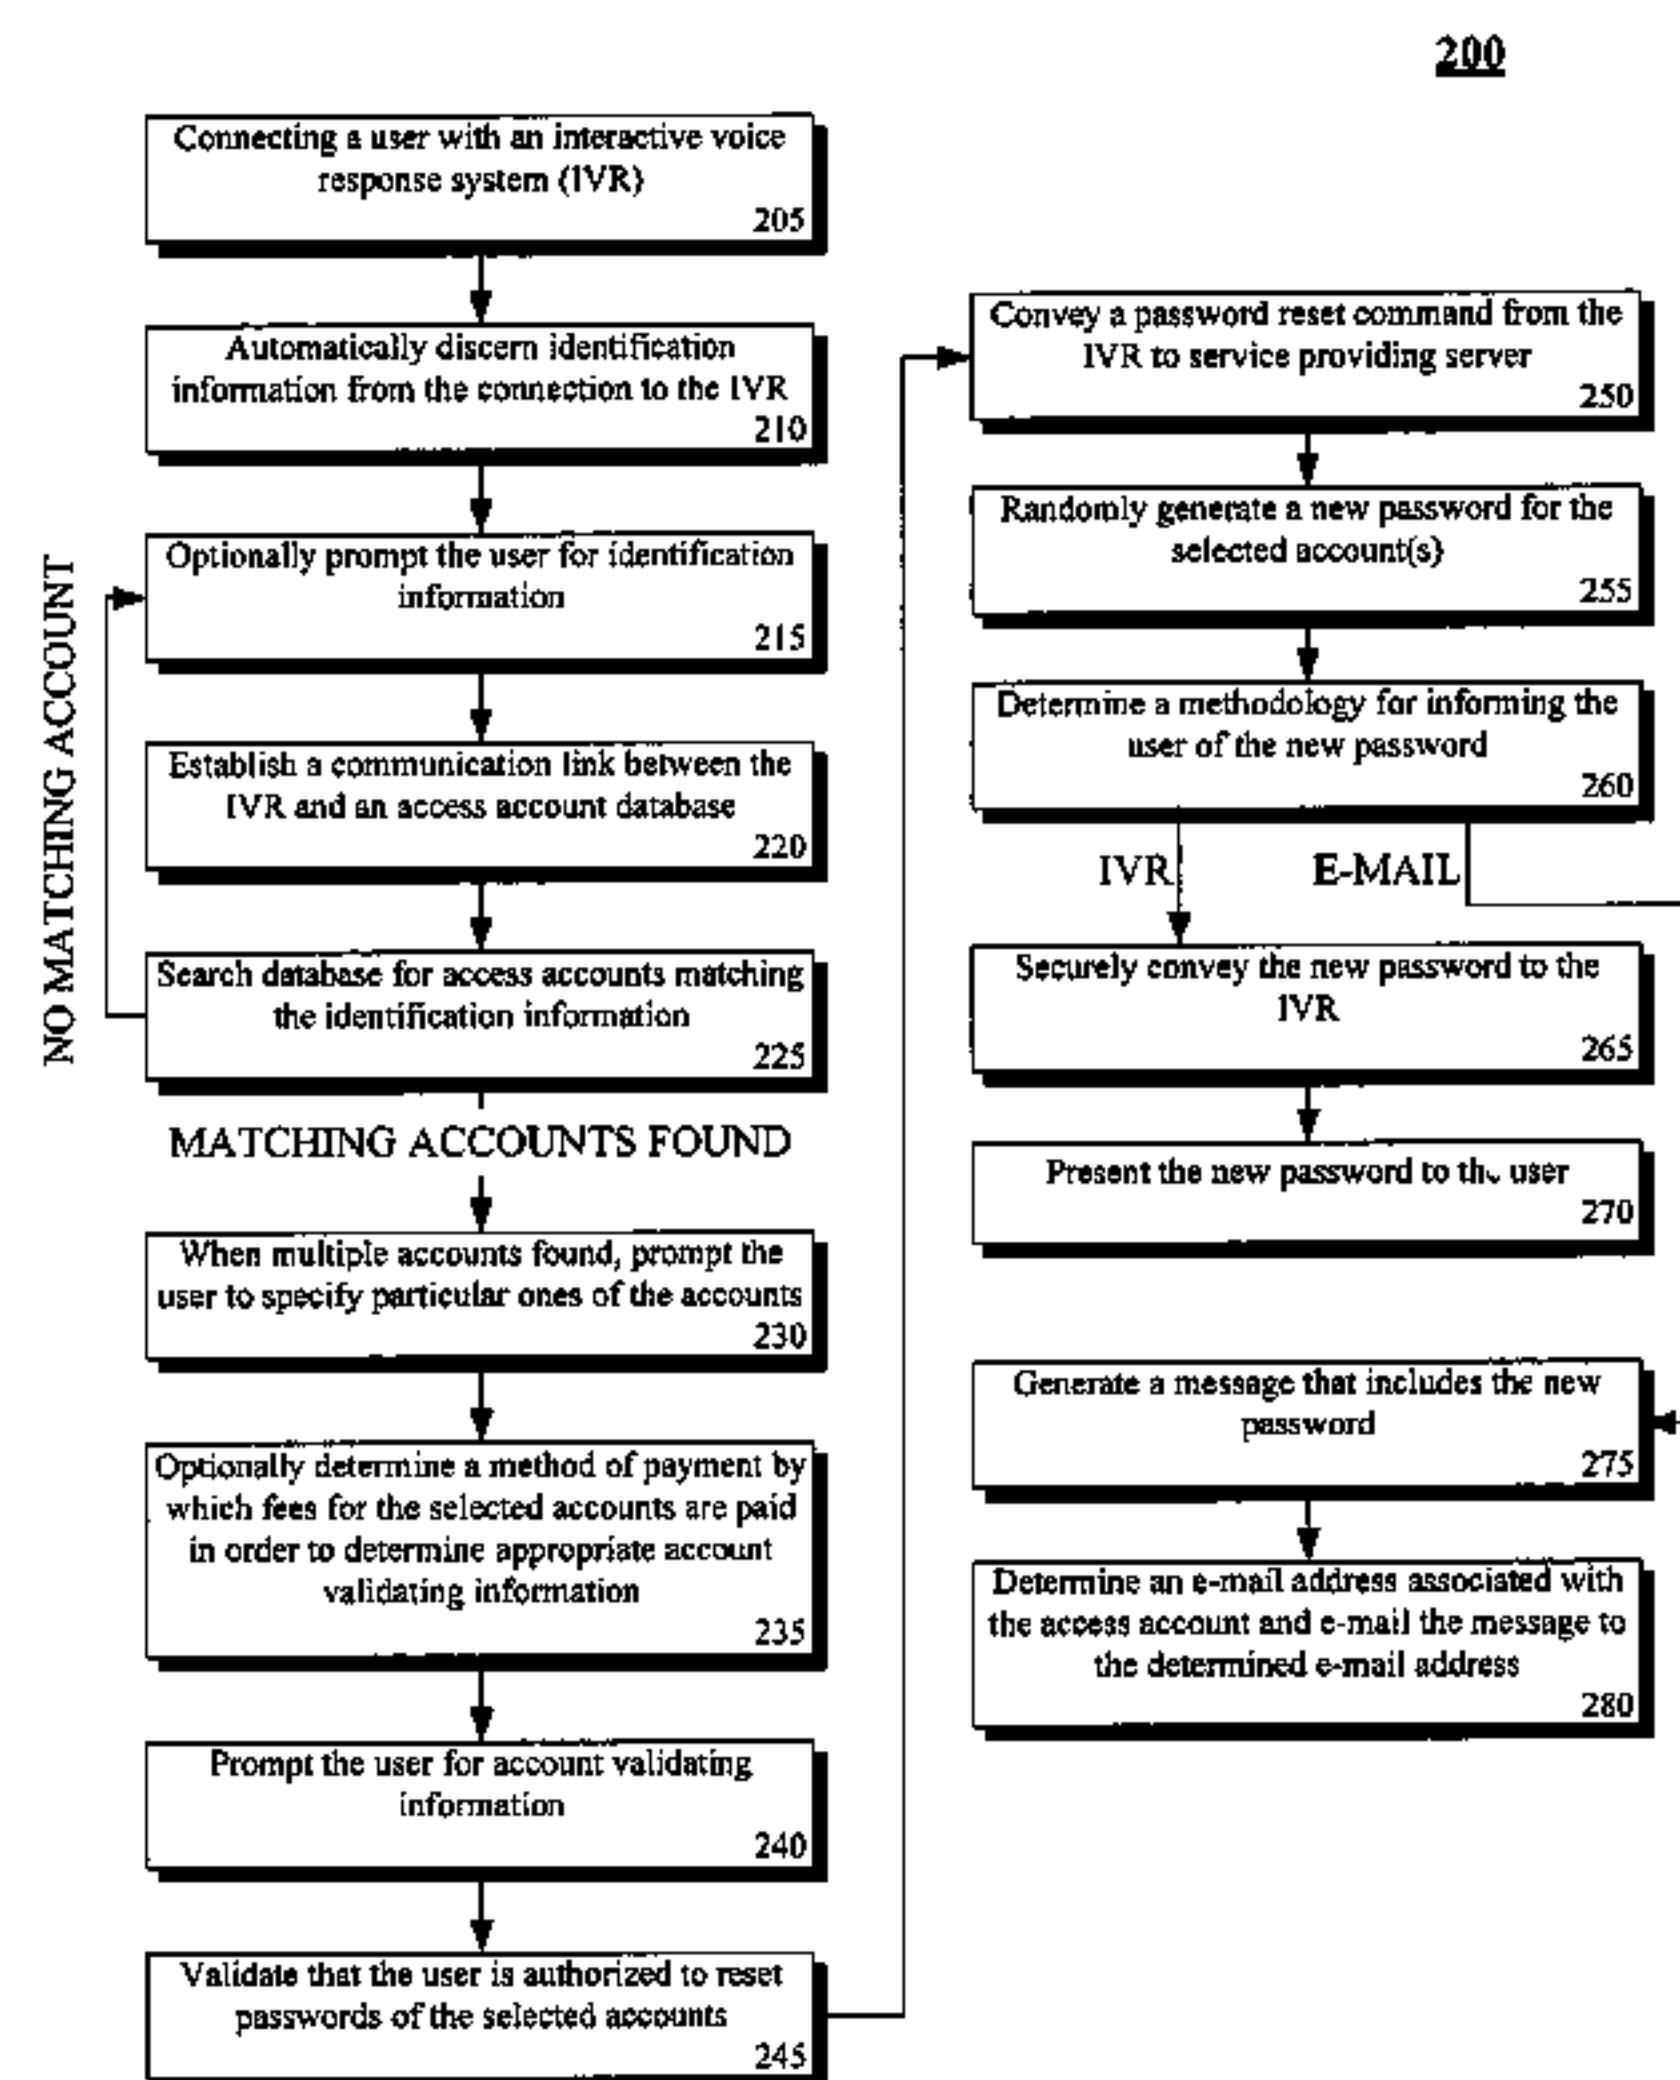 200
Connecting a user with an interactive voice
response system (IVR)
205
Automatically discern identification
information from the connection to the IVR
210
Optionally prompt the user for identification
information
215
Establish a communication link between the
IVR and an access account database
220
Search database for access accounts matching
the identification information
225
NO MATCHING ACCOUNT
MATCHING ACCOUNTS FOUND
When multiple accounts found, prompt the
user to specify particular ones of the accounts
230
Optionally determine a method of payment by
which fees for the selected accounts are paid
in order to determine appropriate account
validating information
235
Prompt the user for account validating
information
240
Validate that the user is authorized to reset
passwords of the selected accounts
245
Convey a password reset command from the
IVR to service providing server
250
Randomly generate a new password for the
selected account(s)
255
Determine a methodology for informing the
user of the new password
260
IVR
E-MAIL
Securely convey the new password to the
IVR
265
Present the new password to the user
270
Generate a message that includes the new
password
275
Determine an e-mail address associated with
the access account and e-mail the message to
the determined e-mail address
280